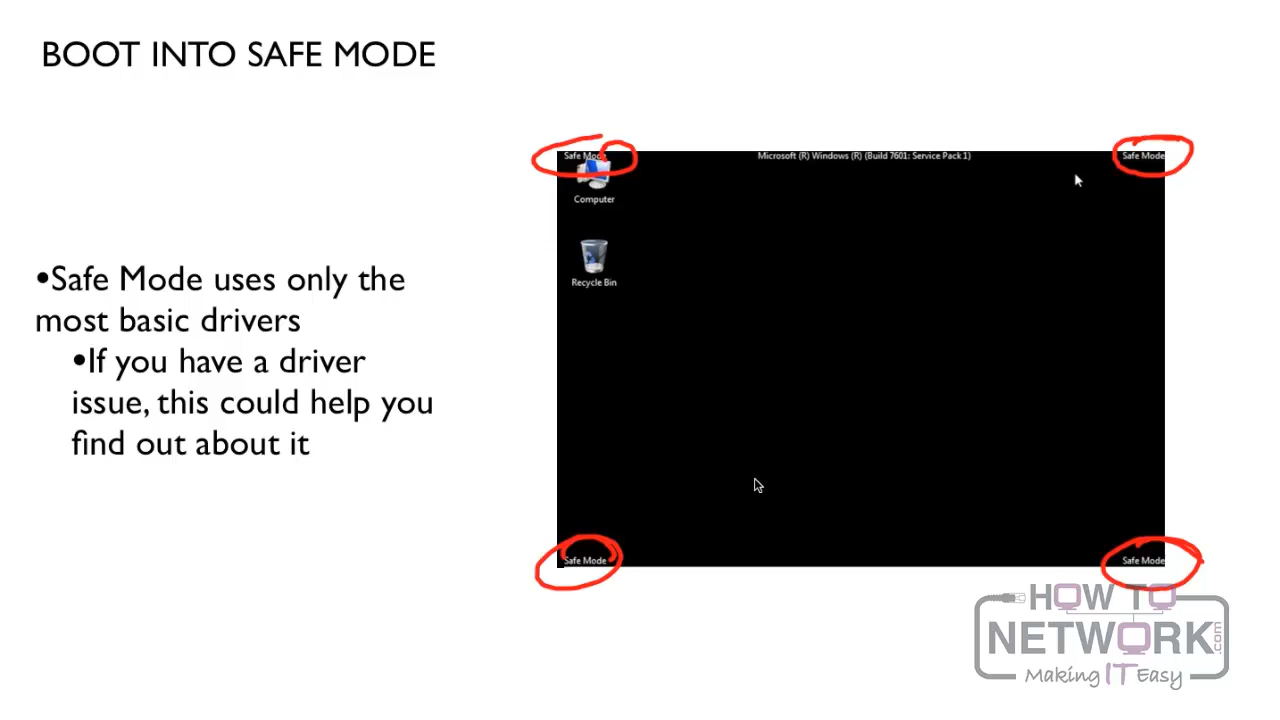 BOOT INTO SAFE MODE
•Safe Mode uses only the
most basic drivers
•If you have a driver
issue, this could help you
find out about it
Safe Mode
Microsoft (R) Windows (R) (Build 7601: Service Pack 1)
Safe Mode
Computer
Recycle Bin
Safe Mode
Safe Mode
HOW TO
NETWORK.com
Making IT Easy